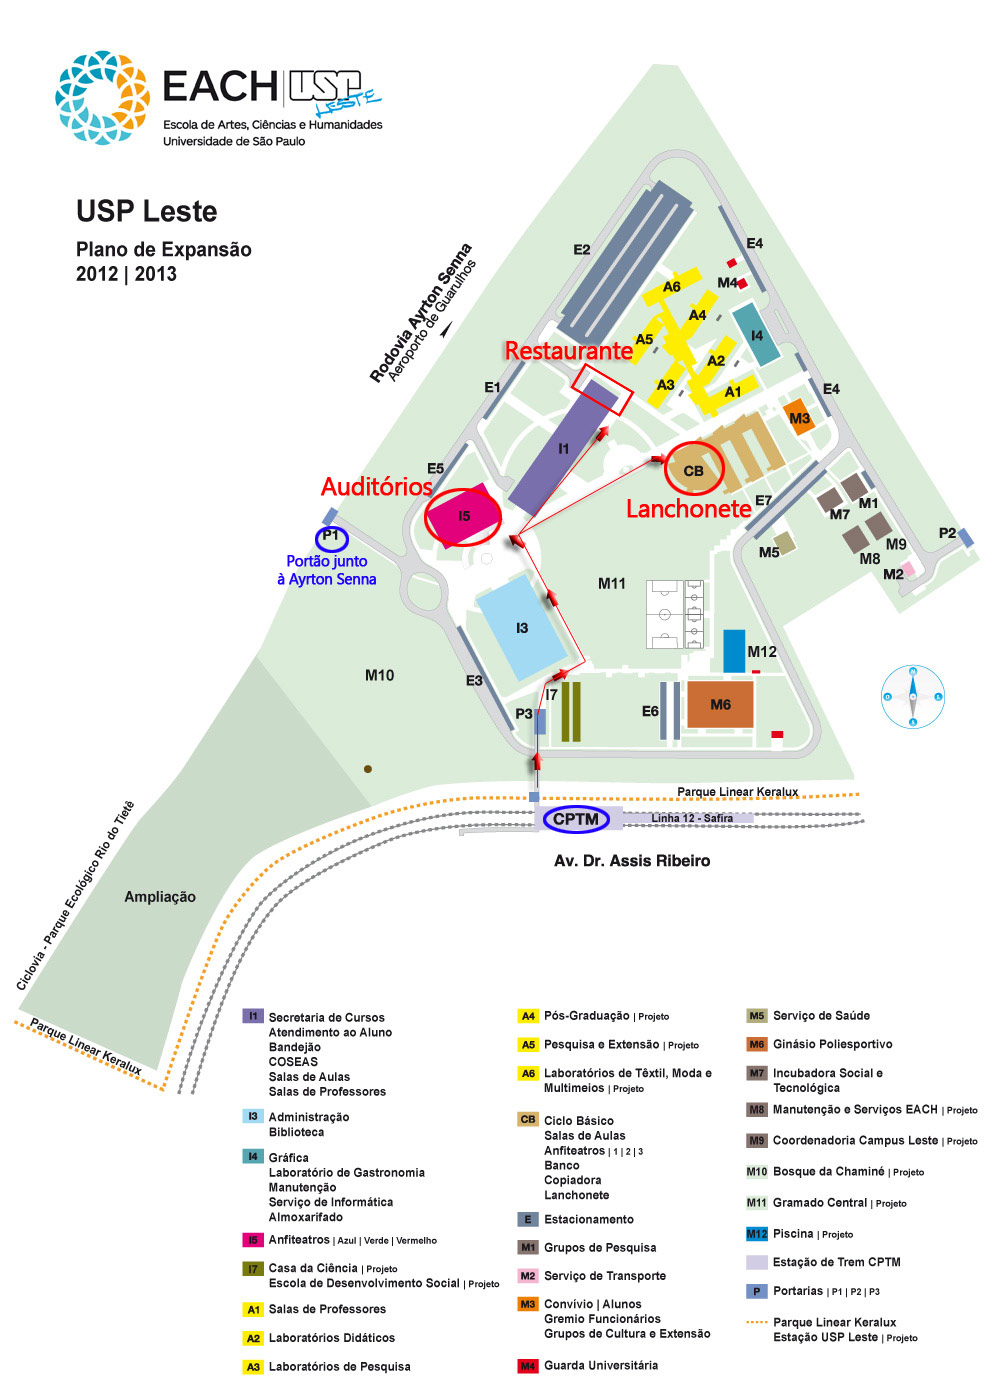 EACH USP
LESTE
Escola de Artes, Ciências e Humanidades
Universidade de São Paulo
USP Leste
Plano de Expansão
2012 | 2013
Rodovia Ayrton Senna
Aeroporto de Guarulhos
E2
E4
M4
A6
A4
I4
A5
A2
Restaurante
A3
A1
E1
E4
M3
I1
E5
CB
Auditórios
Lanchonete
E7
M1
M7
I5
P1
P2
M9
M5
M8
Portão junto
à Ayrton Senna
M2
M11
I3
M12
M10
E3
I7
M6
P3
E6
Parque Linear Keralux
CPTM
Linha 12 - Safira
Av. Dr. Assis Ribeiro
Ciclovia - Parque Ecológico Rio do Tietê
Ampliação
Parque Linear Keralux
I1 Secretaria de Cursos
Atendimento ao Aluno
Bandejão
COSEAS
Salas de Aulas
Salas de Professores
I3 Administração
Biblioteca
I4 Gráfica
Laboratório de Gastronomia
Manutenção
Serviço de Informática
Almoxarifado
I5 Anfiteatros | Azul | Verde | Vermelho
I7 Casa da Ciência | Projeto
Escola de Desenvolvimento Social | Projeto
A1 Salas de Professores
A2 Laboratórios Didáticos
A3 Laboratórios de Pesquisa
A4 Pós-Graduação | Projeto
A5 Pesquisa e Extensão | Projeto
A6 Laboratórios de Têxtil, Moda e
Multimeios | Projeto
CB Ciclo Básico
Salas de Aulas
Anfiteatros | 1 | 2 | 3
Banco
Copiadora
Lanchonete
E Estacionamento
M1 Grupos de Pesquisa
M2 Serviço de Transporte
M3 Convívio | Alunos
Gremio Funcionários
Grupos de Cultura e Extensão
M4 Guarda Universitária
M5 Serviço de Saúde
M6 Ginásio Poliesportivo
M7 Incubadora Social e
Tecnológica
M8 Manutenção e Serviços EACH | Projeto
M9 Coordenadoria Campus Leste | Projeto
M10 Bosque da Chaminé | Projeto
M11 Gramado Central | Projeto
M12 Piscina | Projeto
Estação de Trem CPTM
P Portarias | P1 | P2 | P3
Parque Linear Keralux
Estação USP Leste | Projeto